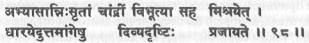 अभ्यासान्निःसृतां चांद्रीं विभूत्या सह मिश्रयेत् ।
धारयेदुत्तमांगेषु दिव्यदृष्टिः प्रजायते ॥ ९८ ॥